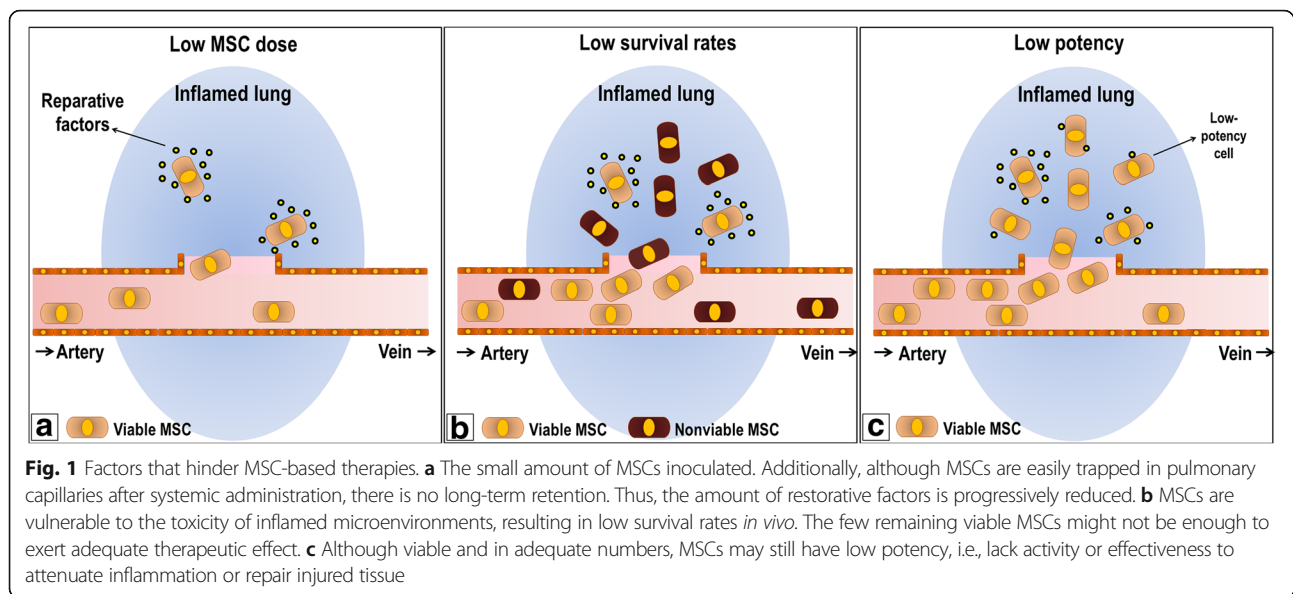 Low MSC dose
Reparative
factors
Inflamed lung
→ Artery
Vein →
a
Viable MSC
Low survival rates
Inflamed lung
→ Artery
Vein →
b
Viable MSC
Nonviable MSC
Low potency
Inflamed lung
Low-
potency
cell
→ Artery
Vein →
c
Viable MSC
Fig. 1 Factors that hinder MSC-based therapies. a The small amount of MSCs inoculated. Additionally, although MSCs are easily trapped in pulmonary
capillaries after systemic administration, there is no long-term retention. Thus, the amount of restorative factors is progressively reduced. b MSCs are
vulnerable to the toxicity of inflamed microenvironments, resulting in low survival rates in vivo. The few remaining viable MSCs might not be enough to
exert adequate therapeutic effect. c Although viable and in adequate numbers, MSCs may still have low potency, i.e., lack activity or effectiveness to
attenuate inflammation or repair injured tissue